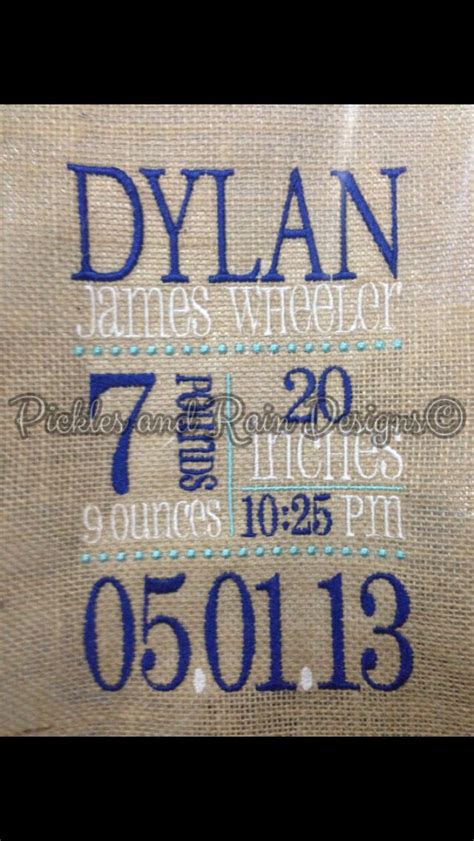 DYLAN
James WHEELer
7 POUNDS
9 ounces
20
inches
10:25 PM
05.01.13
Pickles and Rain Designs©